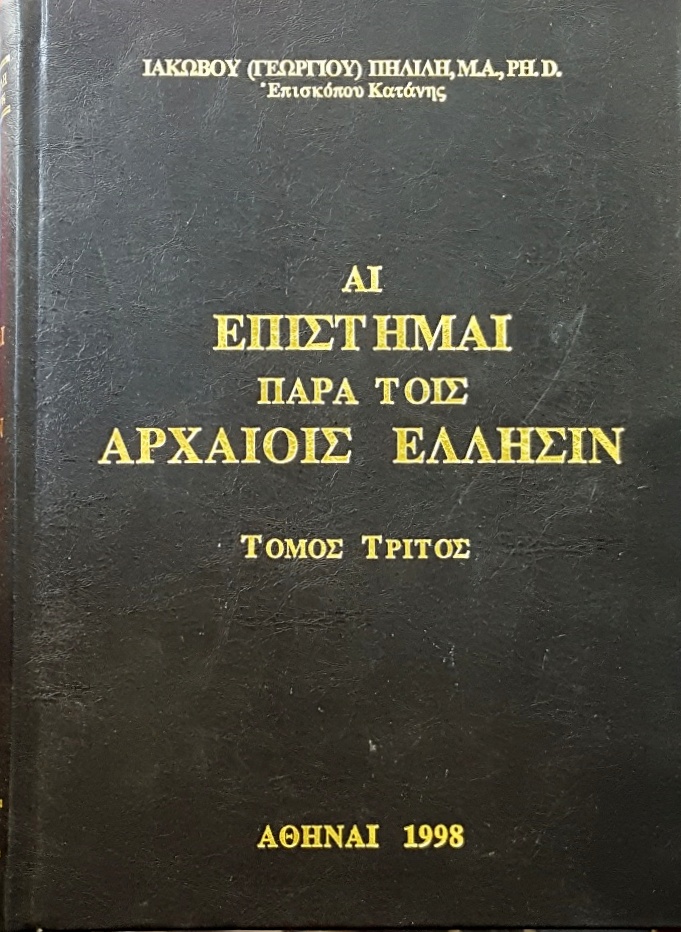 ΙΑΚΩΒΟΥ (ΓΕΩΡΓΙΟΥ) ΠΗΛΙΛΗ, Μ.Α., PH. D.
Ἐπισκόπου Κατάνης
ΑΙ
ΕΠΙΣΤΗΜΑΙ
ΠΑΡΑ ΤΟΙΣ
ΑΡΧΑΙΟΙΣ ΕΛΛΗΣΙΝ
ΤΟΜΟΣ ΤΡΙΤΟΣ
ΑΘΗΝΑΙ 1998